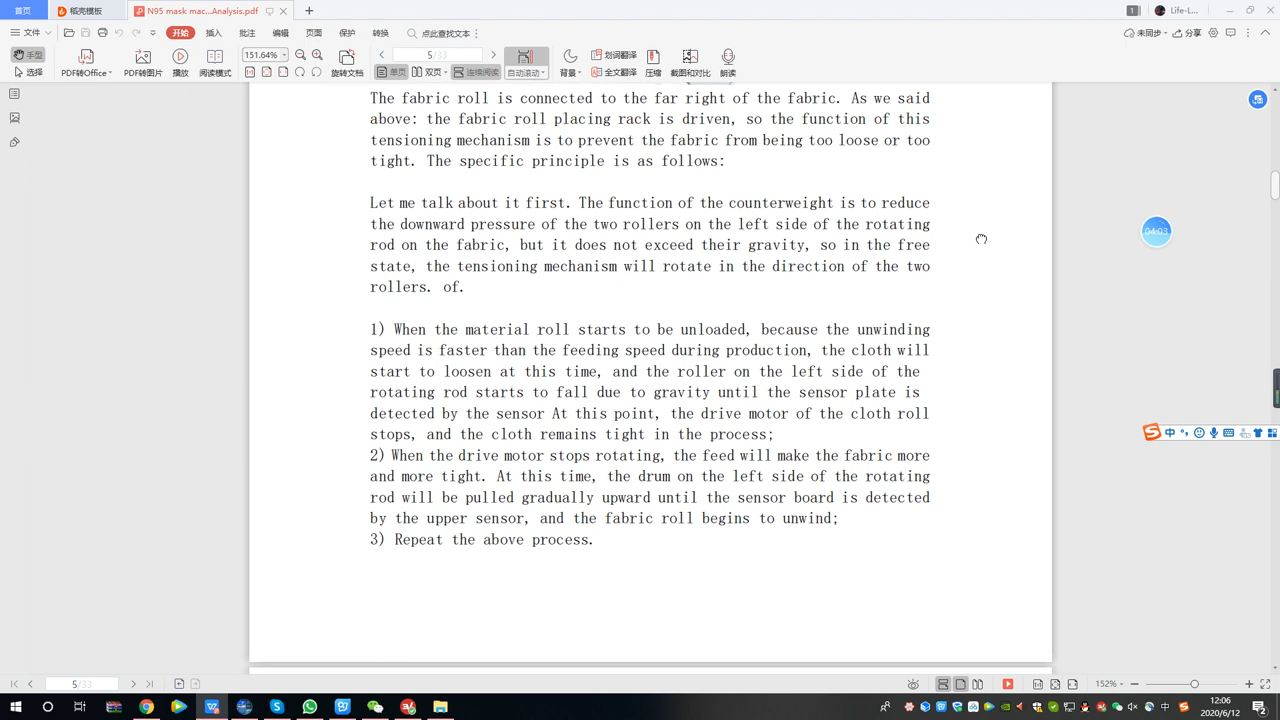 首页
稻壳模板
N95 mask mac...Analysis.pdf
1
Life-L...
文件
开始
插入
批注
编辑
页面
保护
转换
点此查找文本
未同步
分享
手型
选择
PDF转Office
PDF转图片
播放
阅读模式
151.64%
旋转文档
5/33
单页
双页
连续阅读
自动滚动
背景
划词翻译
全文翻译
压缩
截图和对比
朗读
The fabric roll is connected to the far right of the fabric. As we said
above: the fabric roll placing rack is driven, so the function of this
tensioning mechanism is to prevent the fabric from being too loose or too
tight. The specific principle is as follows:
Let me talk about it first. The function of the counterweight is to reduce
the downward pressure of the two rollers on the left side of the rotating
rod on the fabric, but it does not exceed their gravity, so in the free
state, the tensioning mechanism will rotate in the direction of the two
rollers. of.
1) When the material roll starts to be unloaded, because the unwinding
speed is faster than the feeding speed during production, the cloth will
start to loosen at this time, and the roller on the left side of the
rotating rod starts to fall due to gravity until the sensor plate is
detected by the sensor At this point, the drive motor of the cloth roll
stops, and the cloth remains tight in the process;
2) When the drive motor stops rotating, the feed will make the fabric more
and more tight. At this time, the drum on the left side of the rotating
rod will be pulled gradually upward until the sensor board is detected
by the upper sensor, and the fabric roll begins to unwind;
3) Repeat the above process.
04:03
中
5/33
152%
中
12:06
2020/6/12
2